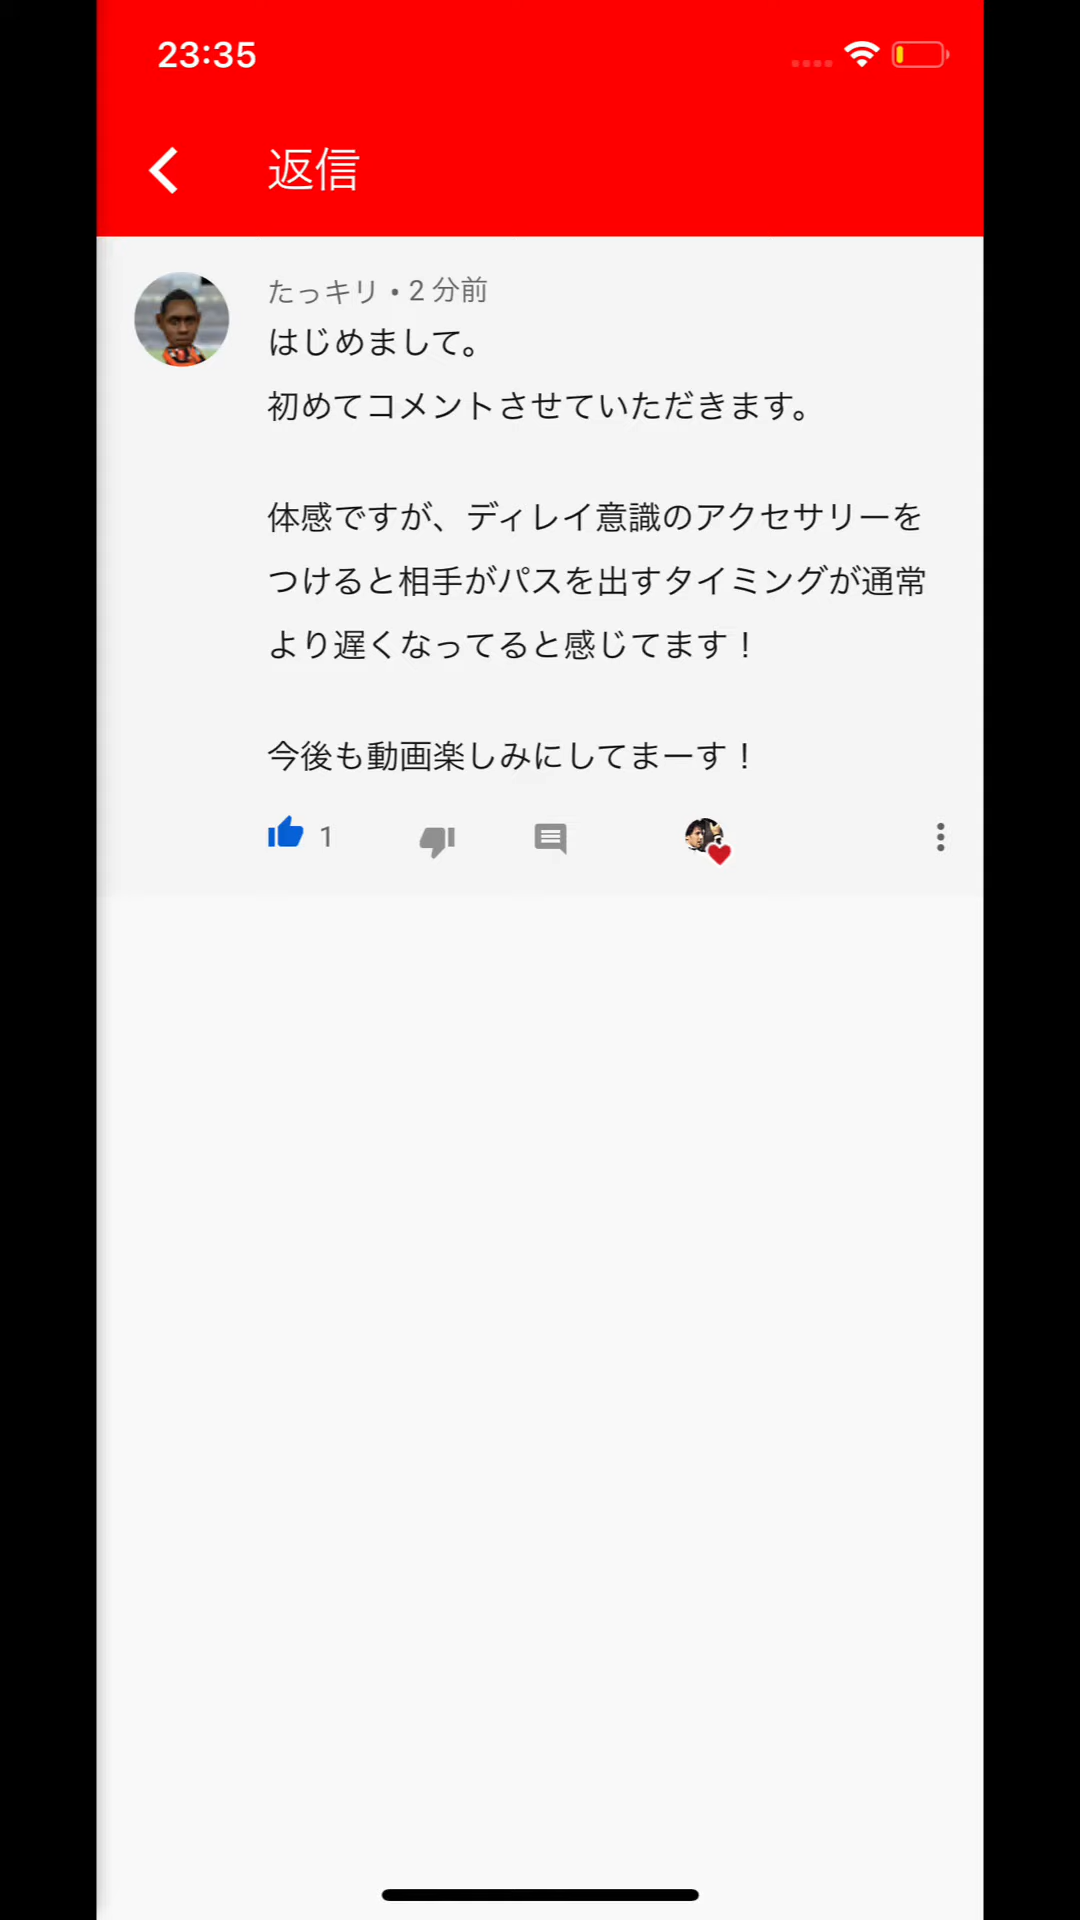 23:35
返信
たっキリ • 2 分前
はじめまして。
初めてコメントさせていただきます。
体感ですが、ディレイ意識のアクセサリーを
つけると相手がパスを出すタイミングが通常
より遅くなってると感じてます！
今後も動画楽しみにしてまーす！
1